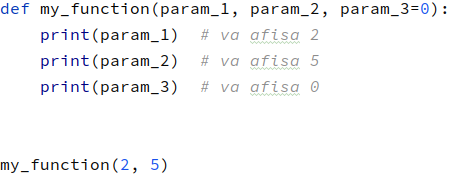 def my_function(param_1, param_2, param_3=0):
    print(param_1)  # va afisa 2
    print(param_2)  # va afisa 5
    print(param_3)  # va afisa 0
my_function(2, 5)